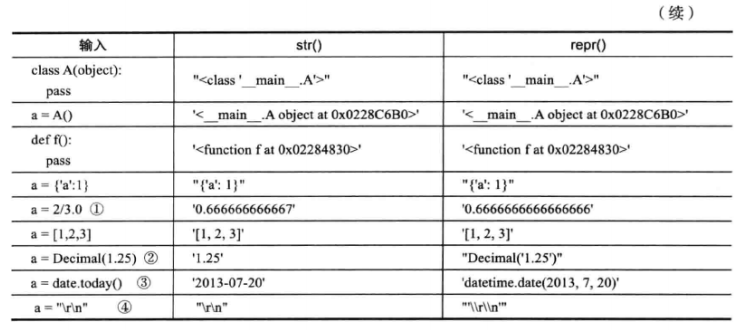 （续）
输入 str() repr()
class A(object):
pass "<class '__main__.A'>" "<class '__main__.A'>"
a = A() '<__main__.A object at 0x0228C6B0>' '<__main__.A object at 0x0228C6B0>'
def f():
pass '<function f at 0x02284830>' '<function f at 0x02284830>'
a = {'a':1} "{'a': 1}" "{'a': 1}"
a = 2/3.0 ① '0.666666666667' '0.6666666666666666'
a = [1,2,3] '[1, 2, 3]' '[1, 2, 3]'
a = Decimal(1.25) ② '1.25' "Decimal('1.25')"
a = date.today() ③ '2013-07-20' 'datetime.date(2013, 7, 20)'
a = "\r\n" ④ "\r\n" "'\\r\\n'"